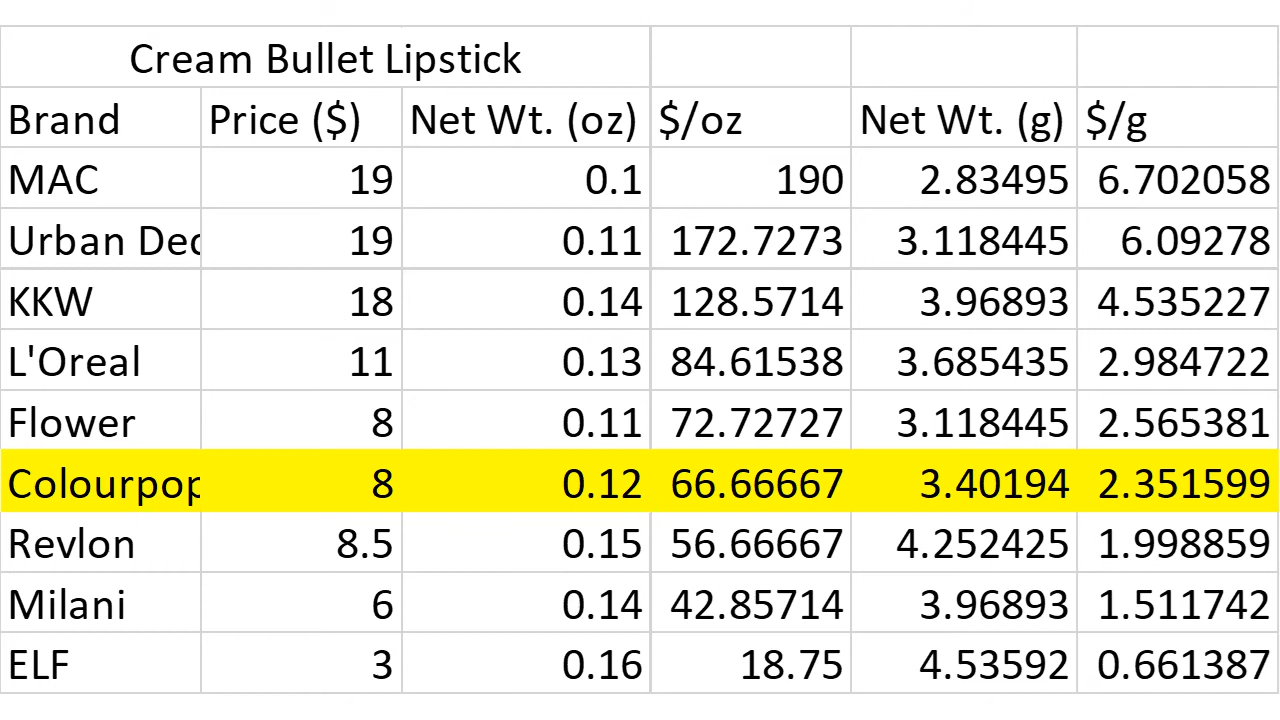 Cream Bullet Lipstick
Brand Price ($) Net Wt. (oz) $/oz Net Wt. (g) $/g
MAC 19 0.1 190 2.83495 6.702058
Urban Dec 19 0.11 172.7273 3.118445 6.09278
KKW 18 0.14 128.5714 3.96893 4.535227
L'Oreal 11 0.13 84.61538 3.685435 2.984722
Flower 8 0.11 72.72727 3.118445 2.565381
Colourpop 8 0.12 66.66667 3.40194 2.351599
Revlon 8.5 0.15 56.66667 4.252425 1.998859
Milani 6 0.14 42.85714 3.96893 1.511742
ELF 3 0.16 18.75 4.53592 0.661387